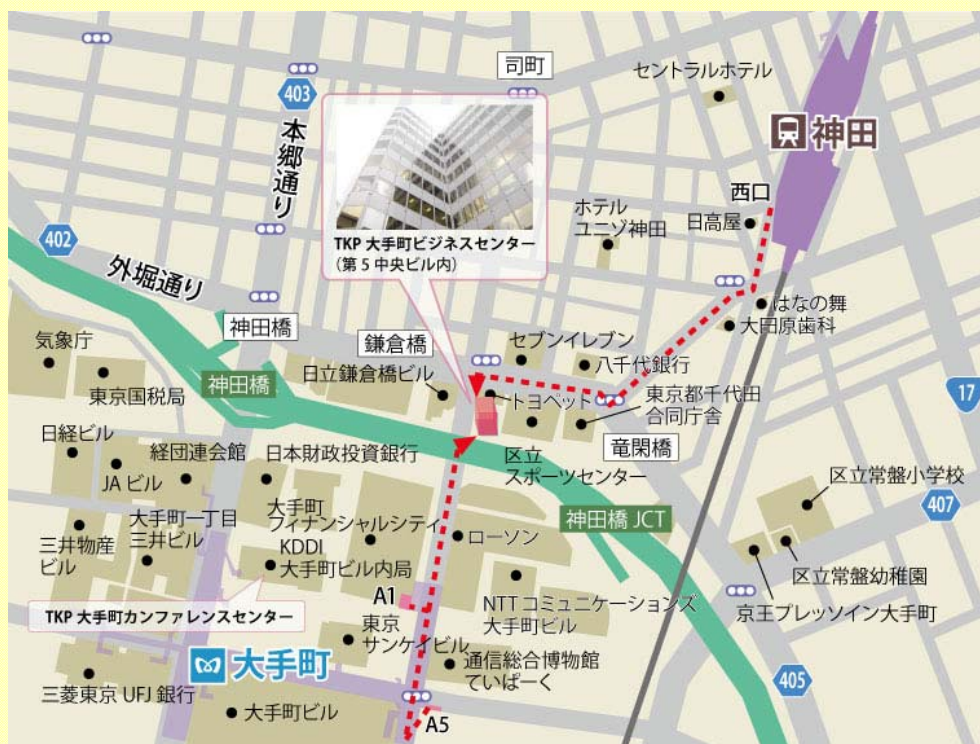 司町
セントラルホテル
403
本郷通り
神田
西口
日高屋
ホテル
ユニゾ神田
TKP 大手町ビジネスセンター
(第5中央ビル内)
402
外堀通り
はなの舞
大田原歯科
気象庁
神田橋
鎌倉橋
セブンイレブン
八千代銀行
東京国税局
神田橋
日立鎌倉橋ビル
トヨペット
東京都千代田
合同庁舎
17
日経ビル
経団連会館
日本財政投資銀行
区立
スポーツセンター
竜閑橋
JA ビル
大手町一丁目
三井ビル
大手町
フィナンシャルシティ
区立常盤小学校
三井物産
ビル
KDDI
大手町ビル内局
ローソン
神田橋 JCT
407
区立常盤幼稚園
TKP 大手町カンファレンスセンター
A1
東京
サンケイビル
NTTコミュニケーションズ
大手町ビル
京王プレッソイン大手町
大手町
通信総合博物館
ていぱーく
三菱東京 UFJ 銀行
大手町ビル
A5
405